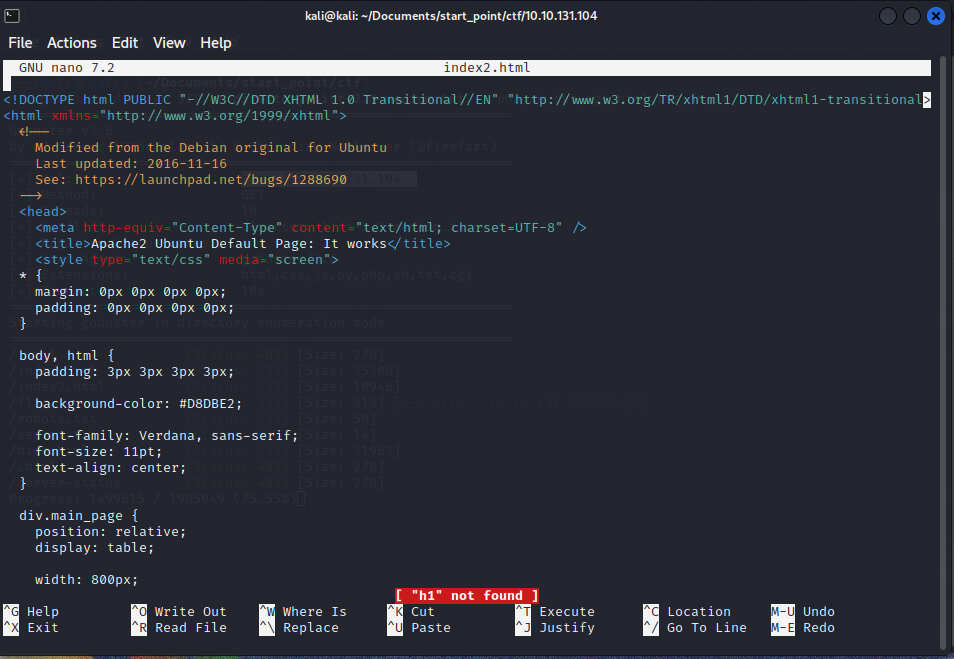 kali@kali: ~/Documents/start_point/ctf/10.10.131.104
File Actions Edit View Help
GNU nano 7.2 index2.html
<!DOCTYPE html PUBLIC "-//W3C//DTD XHTML 1.0 Transitional//EN" "http://www.w3.org/TR/xhtml1/DTD/xhtml1-transitional>
<html xmlns="http://www.w3.org/1999/xhtml">
<!--
Modified from the Debian original for Ubuntu
Last updated: 2016-11-16
See: https://launchpad.net/bugs/1288690
-->
<head>
<meta http-equiv="Content-Type" content="text/html; charset=UTF-8" />
<title>Apache2 Ubuntu Default Page: It works</title>
<style type="text/css" media="screen">
* {
margin: 0px 0px 0px 0px;
padding: 0px 0px 0px 0px;
}
body, html {
padding: 3px 3px 3px 3px;
background-color: #D8DBE2;
font-family: Verdana, sans-serif;
font-size: 11pt;
text-align: center;
}
div.main_page {
position: relative;
display: table;
width: 800px;
[ "h1" not found ]
^G Help ^O Write Out ^W Where Is ^K Cut ^T Execute ^C Location M-U Undo
^X Exit ^R Read File ^\ Replace ^U Paste ^J Justify ^/ Go To Line M-E Redo